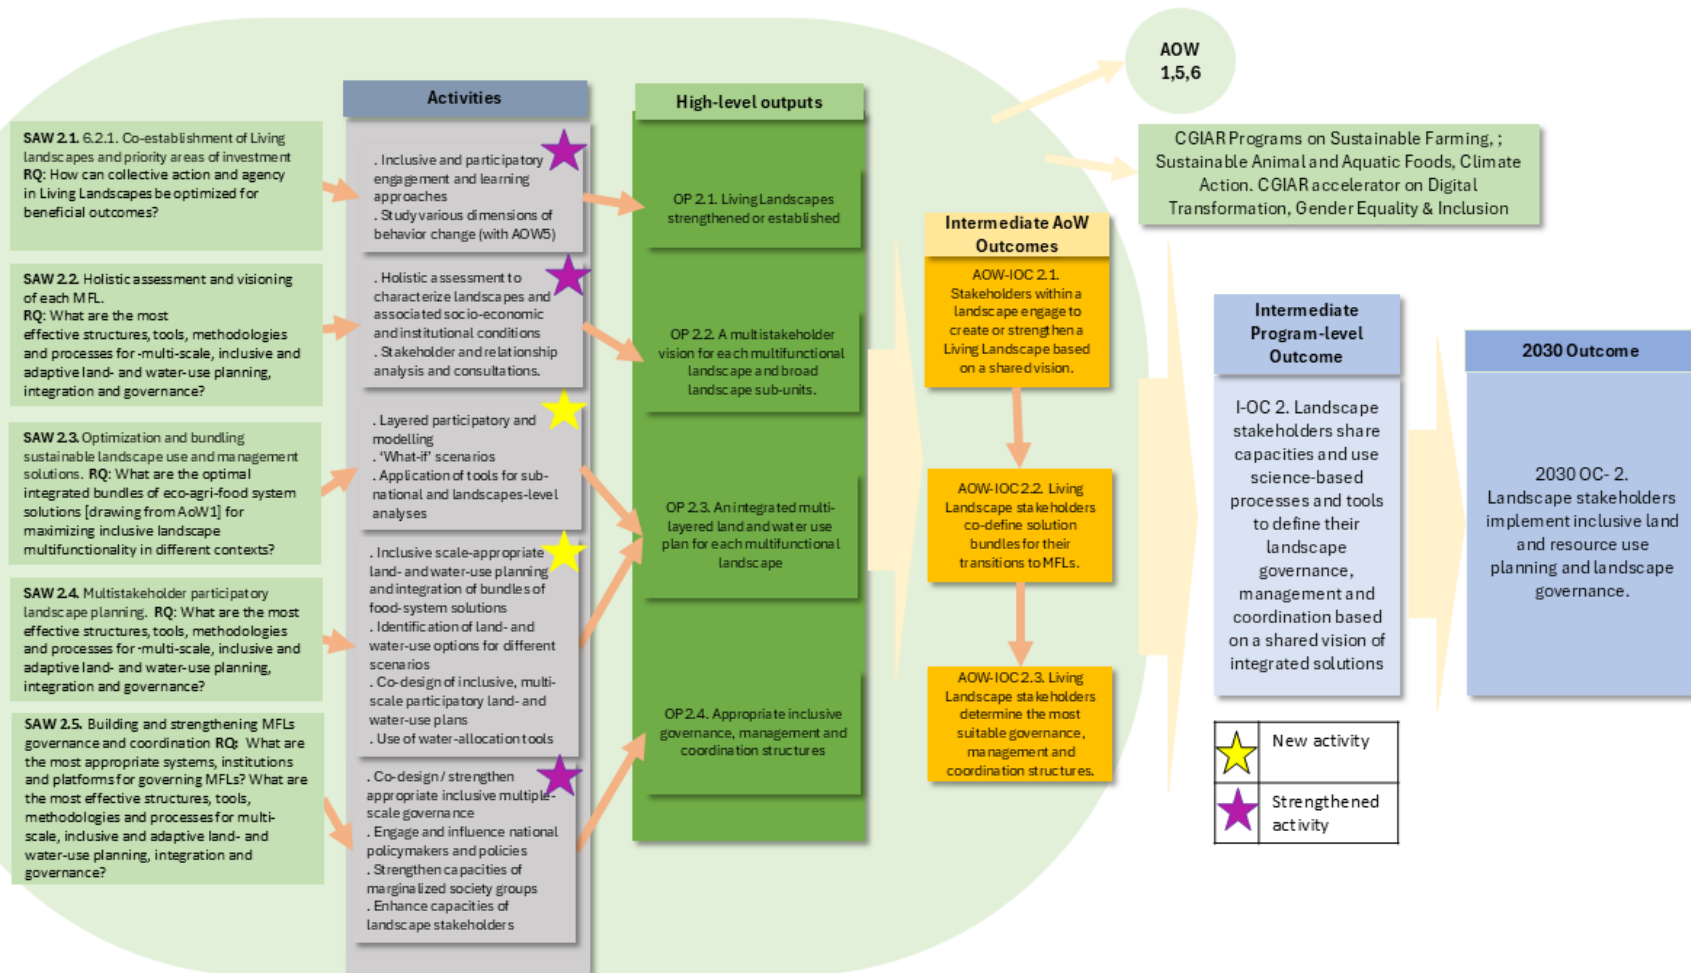 AOW
1,5,6
CGIAR Programs on Sustainable Farming, ;
Sustainable Animal and Aquatic Foods, Climate
Action. CGIAR accelerator on Digital
Transformation, Gender Equality & Inclusion
Activities
High-level outputs
Intermediate AoW
Outcomes
Intermediate
Program-level
Outcome
2030 Outcome
SAW 2.1. 6.2.1. Co-establishment of Living
landscapes and priority areas of investment
RQ: How can collective action and agency
in Living Landscapes be optimized for
beneficial outcomes?
SAW 2.2. Holistic assessment and visioning
of each MFL.
RQ: What are the most
effective structures, tools, methodologies
and processes for -multi-scale, inclusive and
adaptive land- and water-use planning,
integration and governance?
SAW 2.3. Optimization and bundling
sustainable landscape use and management
solutions. RQ: What are the optimal
integrated bundles of eco-agri-food system
solutions [drawing from AoW1] for
maximizing inclusive landscape
multifunctionality in different contexts?
SAW 2.4. Multistakeholder participatory
landscape planning. RQ: What are the most
effective structures, tools, methodologies
and processes for -multi-scale, inclusive and
adaptive land- and water-use planning,
integration and governance?
SAW 2.5. Building and strengthening MFLs
governance and coordination RQ: What are
the most appropriate systems, institutions
and platforms for governing MFLs? What are
the most effective structures, tools,
methodologies and processes for multi-
scale, inclusive and adaptive land- and
water-use planning, integration and
governance?
. Inclusive and participatory
engagement and learning
approaches
. Study various dimensions of
behavior change (with AOW5)
. Holistic assessment to
characterize landscapes and
associated socio-economic
and institutional conditions
. Stakeholder and relationship
analysis and consultations.
. Layered participatory and
modelling
. 'What-if' scenarios
. Application of tools for sub-
national and landscapes-level
analyses
. Inclusive scale-appropriate
land- and water-use planning
and integration of bundles of
food-system solutions
. Identification of land- and
water-use options for different
scenarios
. Co-design of inclusive, multi-
scale participatory land- and
water-use plans
. Use of water-allocation tools
. Co-design / strengthen
appropriate inclusive multiple-
scale governance
. Engage and influence national
policymakers and policies
. Strengthen capacities of
marginalized society groups
. Enhance capacities of
landscape stakeholders
OP 2.1. Living Landscapes
strengthened or established
OP 2.2. A multistakeholder
vision for each multifunctional
landscape and broad
landscape sub-units.
OP 2.3. An integrated multi-
layered land and water use
plan for each multifunctional
landscape
OP 2.4. Appropriate inclusive
governance, management and
coordination structures
AOW-IOC 2.1.
Stakeholders within a
landscape engage to
create or strengthen a
Living Landscape based
on a shared vision.
AOW-IOC 2.2. Living
Landscape stakeholders
co-define solution
bundles for their
transitions to MFLs.
AOW-IOC 2.3. Living
Landscape stakeholders
determine the most
suitable governance,
management and
coordination structures.
I-OC 2. Landscape
stakeholders share
capacities and use
science-based
processes and tools
to define their
landscape
governance,
management and
coordination based
on a shared vision of
integrated solutions
2030 OC- 2.
Landscape stakeholders
implement inclusive land
and resource use
planning and landscape
governance.
New activity
Strengthened
activity